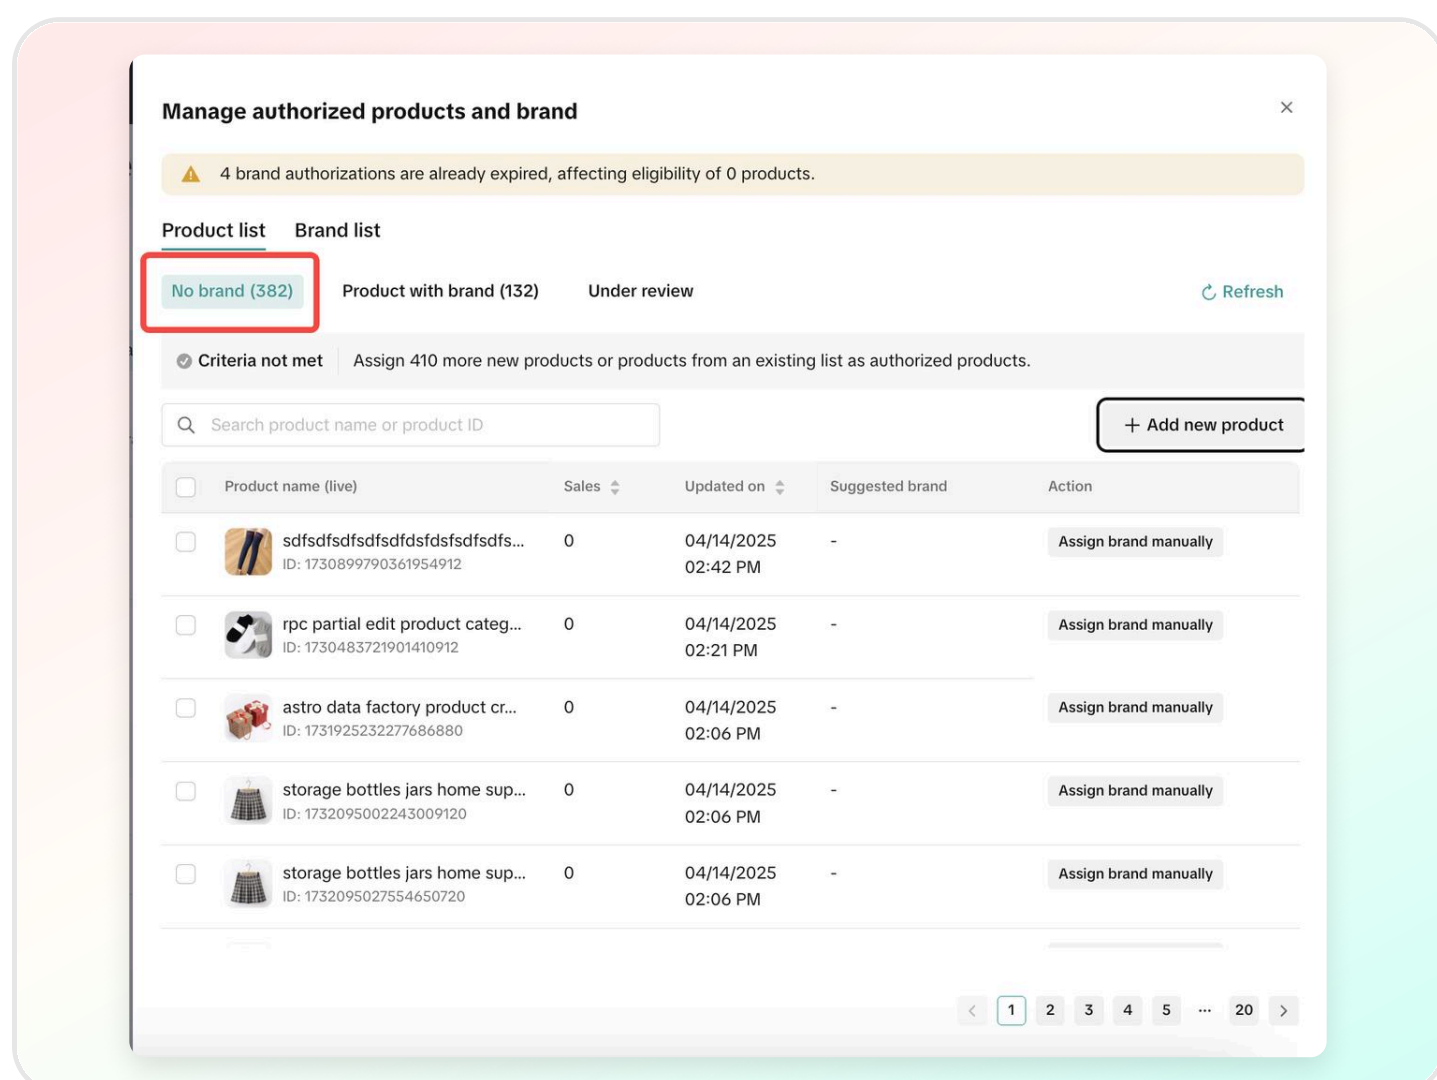 Manage authorized products and brand
4 brand authorizations are already expired, affecting eligibility of 0 products.
Product list Brand list
No brand (382) Product with brand (132) Under review Refresh
Criteria not met Assign 410 more new products or products from an existing list as authorized products.
Search product name or product ID + Add new product
Product name (live) Sales Updated on Suggested brand Action
sdfsdfsdfsdfsdfdsfdsfsdfsdfs... 0 04/14/2025 - Assign brand manually
ID: 1730899790361954912 02:42 PM
rpc partial edit product categ... 0 04/14/2025 - Assign brand manually
ID: 1730483721901410912 02:21 PM
astro data factory product cr... 0 04/14/2025 - Assign brand manually
ID: 1731925232277686880 02:06 PM
storage bottles jars home sup... 0 04/14/2025 - Assign brand manually
ID: 1732095002243009120 02:06 PM
storage bottles jars home sup... 0 04/14/2025 - Assign brand manually
ID: 1732095027554650720 02:06 PM
< 1 2 3 4 5 ... 20 >